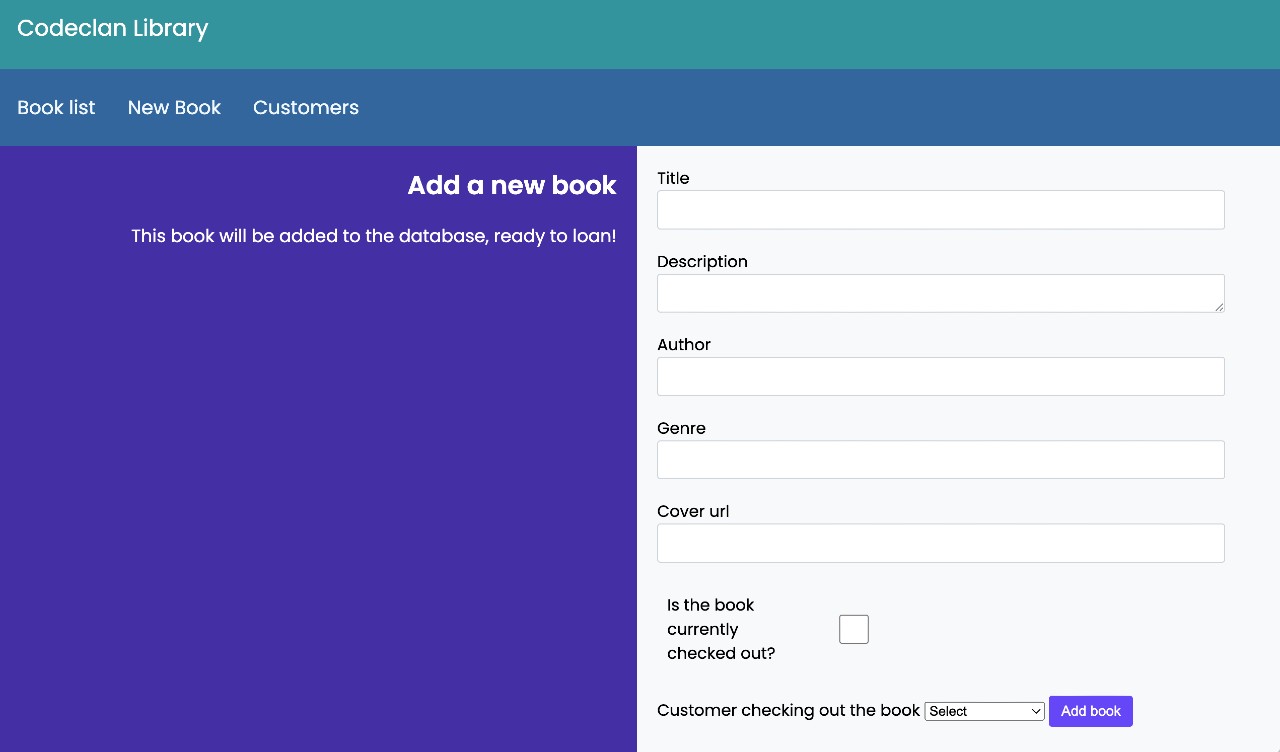 Codeclan Library
Book list New Book Customers
Add a new book
This book will be added to the database, ready to loan!
Title
Description
Author
Genre
Cover url
Is the book
currently
checked out?
Customer checking out the book Select Add book